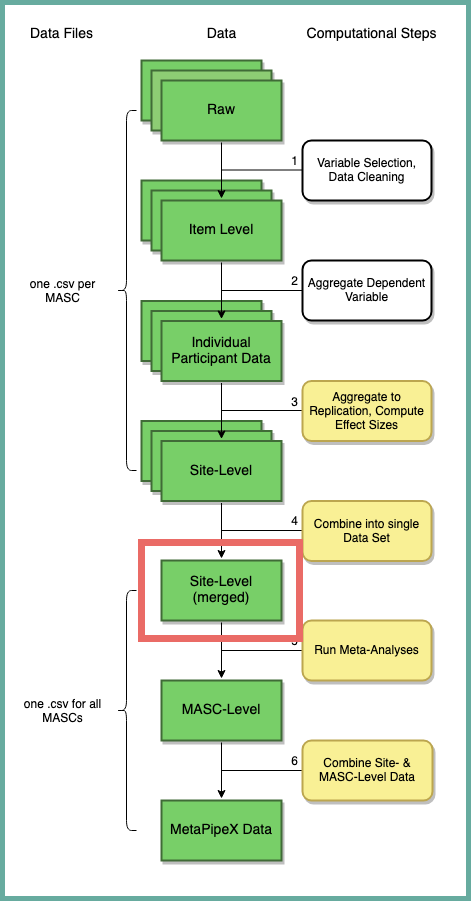 Data Files
Data
Computational Steps
Raw
1
Variable Selection,
Data Cleaning
Item Level
2
Aggregate Dependent
Variable
one .csv per
MASC
Individual
Participant Data
3
Aggregate to
Replication, Compute
Effect Sizes
Site-Level
4
Combine into single
Data Set
Site-Level
(merged)
Run Meta-Analyses
one .csv for all
MASCs
MASC-Level
6
Combine Site- &
MASC-Level Data
MetaPipeX Data